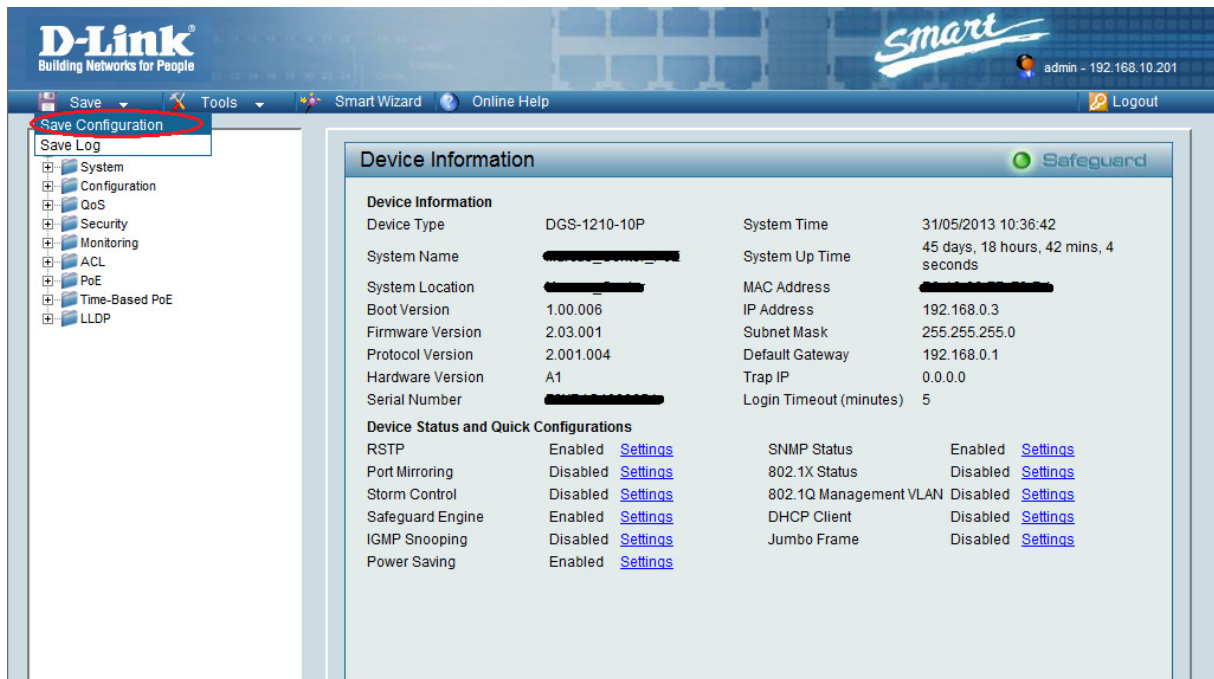 D-Link®
Building Networks for People
smart
admin - 192.168.10.201
Save Tools Smart Wizard Online Help Logout
Save Configuration
Save Log
System
Configuration
QoS
Security
Monitoring
ACL
PoE
Time-Based PoE
LLDP
Device Information Safeguard
Device Information
Device Type DGS-1210-10P System Time 31/05/2013 10:36:42
System Name System Up Time 45 days, 18 hours, 42 mins, 4
seconds
System Location MAC Address
Boot Version 1.00.006 IP Address 192.168.0.3
Firmware Version 2.03.001 Subnet Mask 255.255.255.0
Protocol Version 2.001.004 Default Gateway 192.168.0.1
Hardware Version A1 Trap IP 0.0.0.0
Serial Number Login Timeout (minutes) 5
Device Status and Quick Configurations
RSTP Enabled Settings SNMP Status Enabled Settings
Port Mirroring Disabled Settings 802.1X Status Disabled Settings
Storm Control Disabled Settings 802.1Q Management VLAN Disabled Settings
Safeguard Engine Enabled Settings DHCP Client Disabled Settings
IGMP Snooping Disabled Settings Jumbo Frame Disabled Settings
Power Saving Enabled Settings